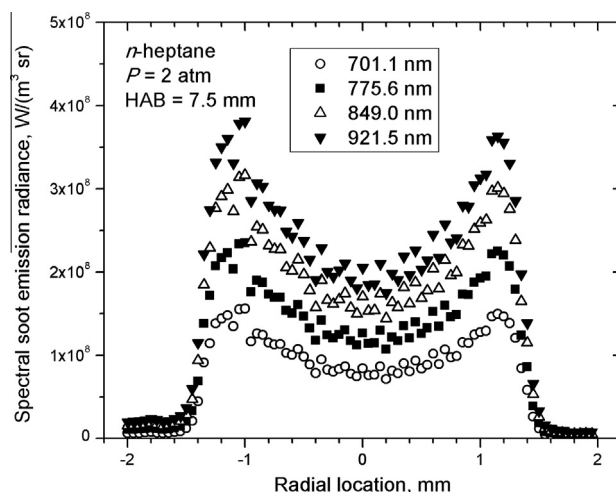 5x10⁸
4x10⁸
3x10⁸
2x10⁸
1x10⁸
0
Spectral soot emission radiance, W/(m³ sr)
n-heptane
P = 2 atm
HAB = 7.5 mm
701.1 nm
775.6 nm
849.0 nm
921.5 nm
-2 -1 0 1 2
Radial location, mm